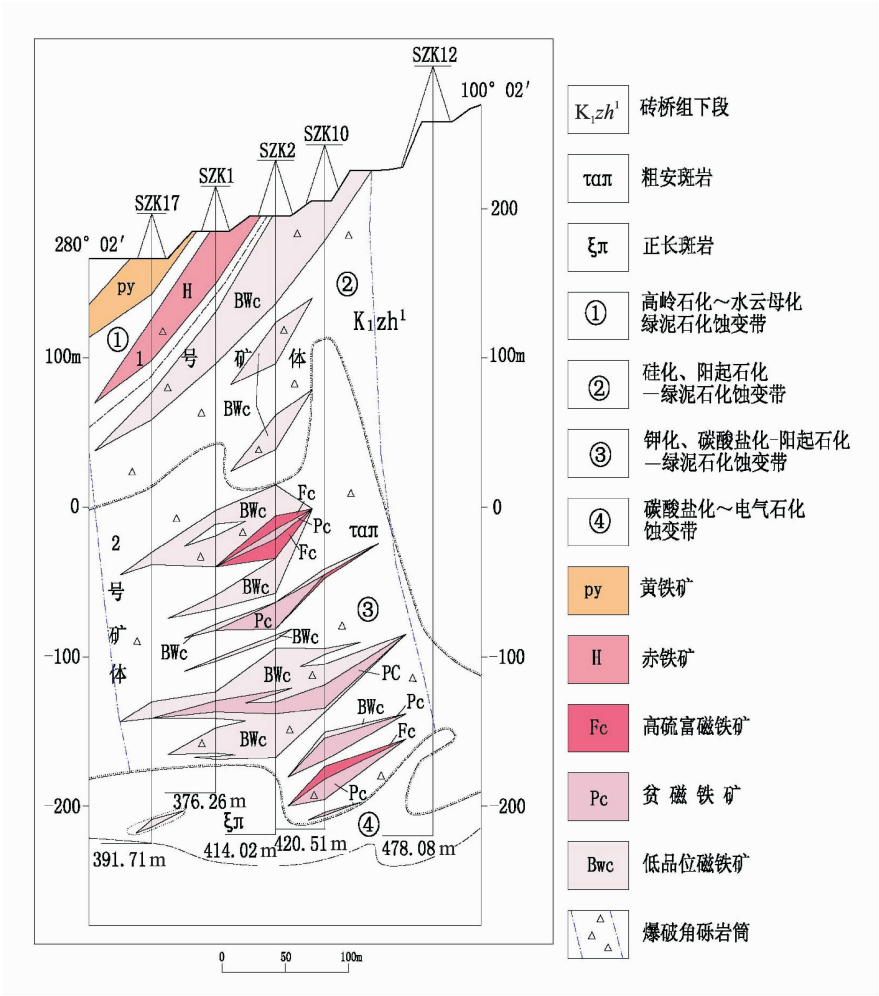 SZK12
100° 02′
SZK10
SZK2
SZK1
SZK17
280° 02′
200
py
H
BWc
②
K₁zh¹
①
1 号 矿 体
100m
100m
BWc
0
0
Fc
BWc
Pc
Fc
ταπ
2
号
矿
体
BWc
③
Pc
BWc
BWc
-100
-100
BWc
PC
BWc
Pc
Fc
BWc
Pc
-200
-200
376.26m
ξπ
④
391.71m
414.02m
420.51m
478.08m
0 50 100m
K₁zh¹ 砖桥组下段
ταπ 粗安斑岩
ξπ 正长斑岩
① 高岭石化～水云母化
绿泥石化蚀变带
② 硅化、阳起石化
—绿泥石化蚀变带
③ 钾化、碳酸盐化-阳起石化
—绿泥石化蚀变带
④ 碳酸盐化～电气石化
蚀变带
py 黄铁矿
H 赤铁矿
Fc 高硫富磁铁矿
Pc 贫磁铁矿
Bwc 低品位磁铁矿
爆破角砾岩筒